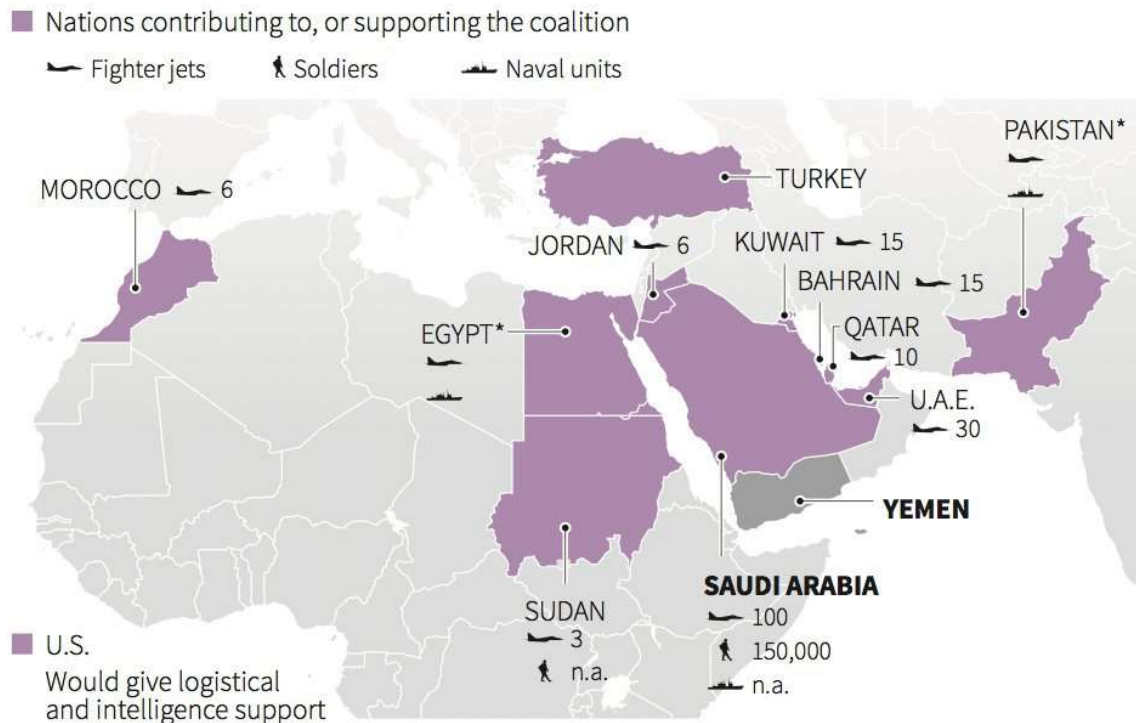 Nations contributing to, or supporting the coalition
Fighter jets Soldiers Naval units
PAKISTAN*
MOROCCO 6
TURKEY
JORDAN 6
KUWAIT 15
BAHRAIN 15
EGYPT*
QATAR
10
U.A.E.
30
YEMEN
SAUDI ARABIA
100
150,000
n.a.
SUDAN
3
n.a.
U.S.
Would give logistical
and intelligence support